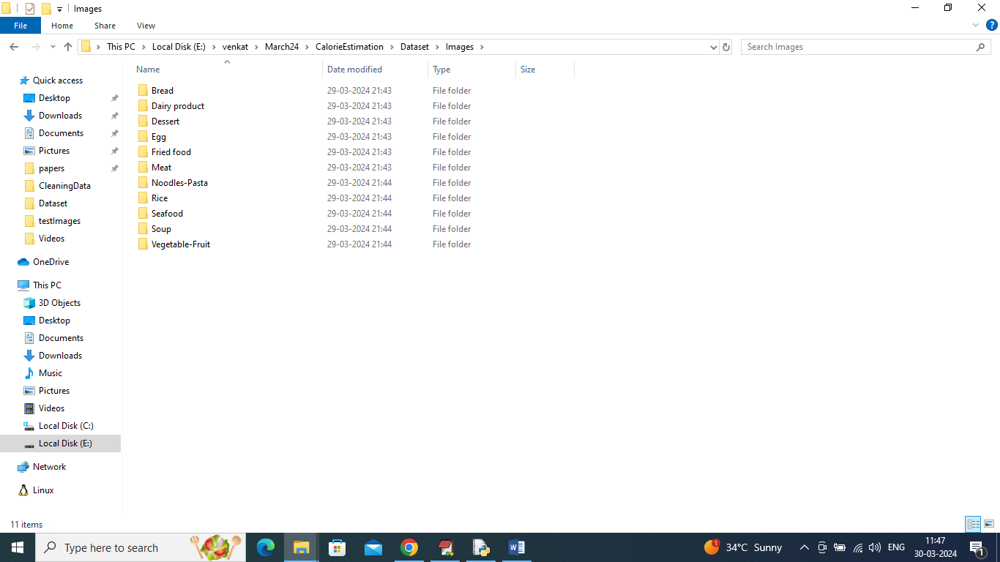 Images
File Home Share View
This PC Local Disk (E:) venkat March24 CalorieEstimation Dataset Images
Search Images
Name Date modified Type Size
Bread 29-03-2024 21:43 File folder
Dairy product 29-03-2024 21:43 File folder
Dessert 29-03-2024 21:43 File folder
Egg 29-03-2024 21:43 File folder
Fried food 29-03-2024 21:43 File folder
Meat 29-03-2024 21:43 File folder
Noodles-Pasta 29-03-2024 21:44 File folder
Rice 29-03-2024 21:44 File folder
Seafood 29-03-2024 21:44 File folder
Soup 29-03-2024 21:44 File folder
Vegetable-Fruit 29-03-2024 21:44 File folder
Quick access
Desktop
Downloads
Documents
Pictures
papers
CleaningData
Dataset
testImages
Videos
OneDrive
This PC
3D Objects
Desktop
Documents
Downloads
Music
Pictures
Videos
Local Disk (C:)
Local Disk (E:)
Network
Linux
11 items
Type here to search
1
34°C Sunny
ENG
11:47
30-03-2024
1